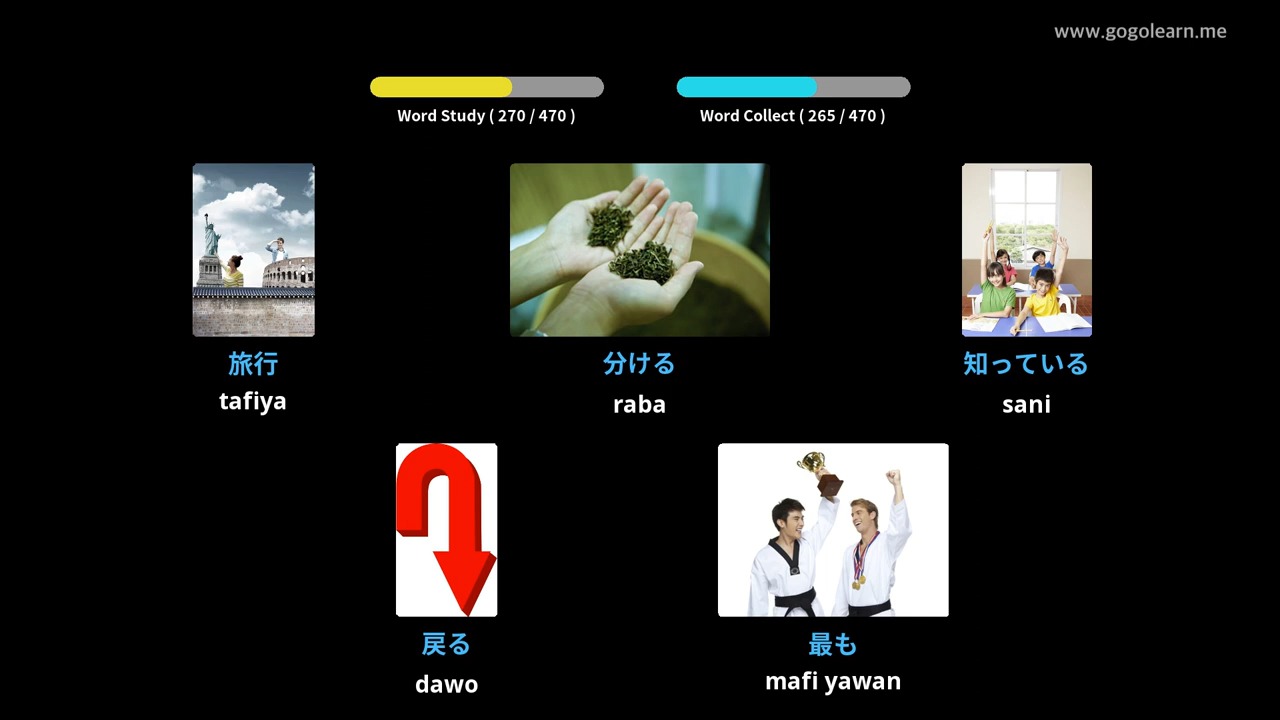 www.gogolearn.me
Word Study ( 270 / 470 )
Word Collect ( 265 / 470 )
旅行
tafiya
分ける
raba
知っている
sani
戻る
dawo
最も
mafi yawan